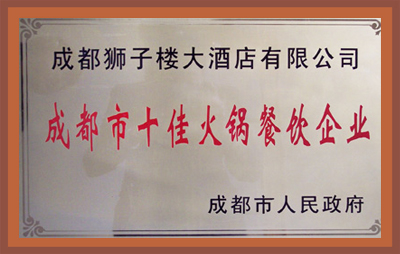 成都狮子楼大酒店有限公司
成都市十佳火锅餐饮企业
成都市人民政府